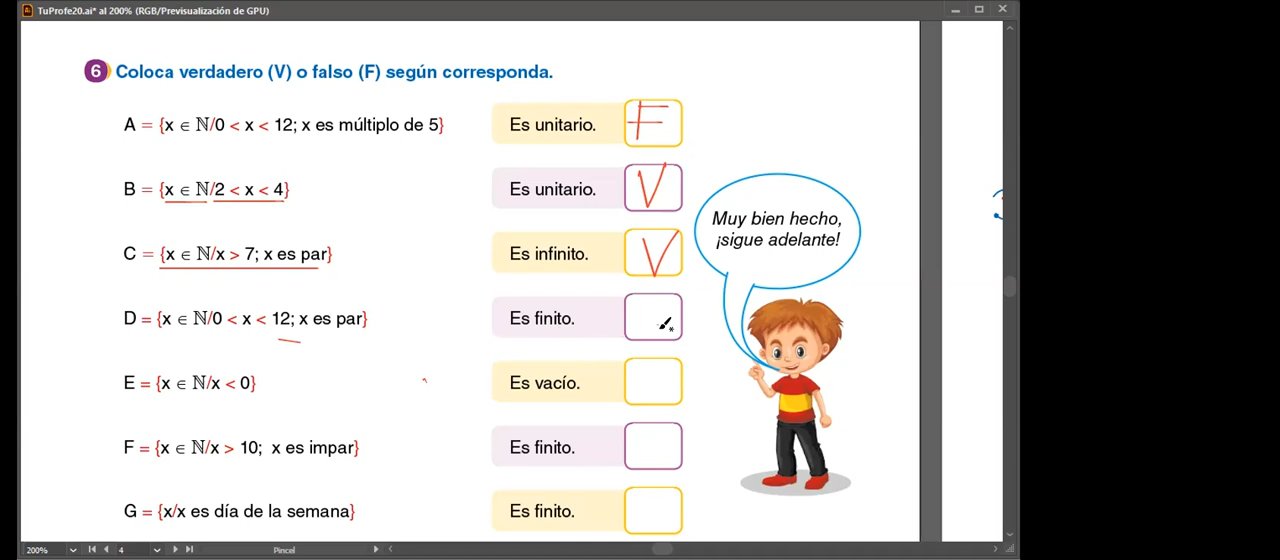 TuProfe20.ai* al 200% (RGB/Previsualización de GPU)
6 Coloca verdadero (V) o falso (F) según corresponda.
A = {x ∈ ℕ/0 < x < 12; x es múltiplo de 5} Es unitario. F
B = {x ∈ ℕ/2 < x < 4} Es unitario. V
Muy bien hecho,
¡sigue adelante!
C = {x ∈ ℕ/x > 7; x es par} Es infinito. V
D = {x ∈ ℕ/0 < x < 12; x es par} Es finito.
E = {x ∈ ℕ/x < 0} Es vacío.
F = {x ∈ ℕ/x > 10; x es impar} Es finito.
G = {x/x es día de la semana} Es finito.
200% 4 Pincel